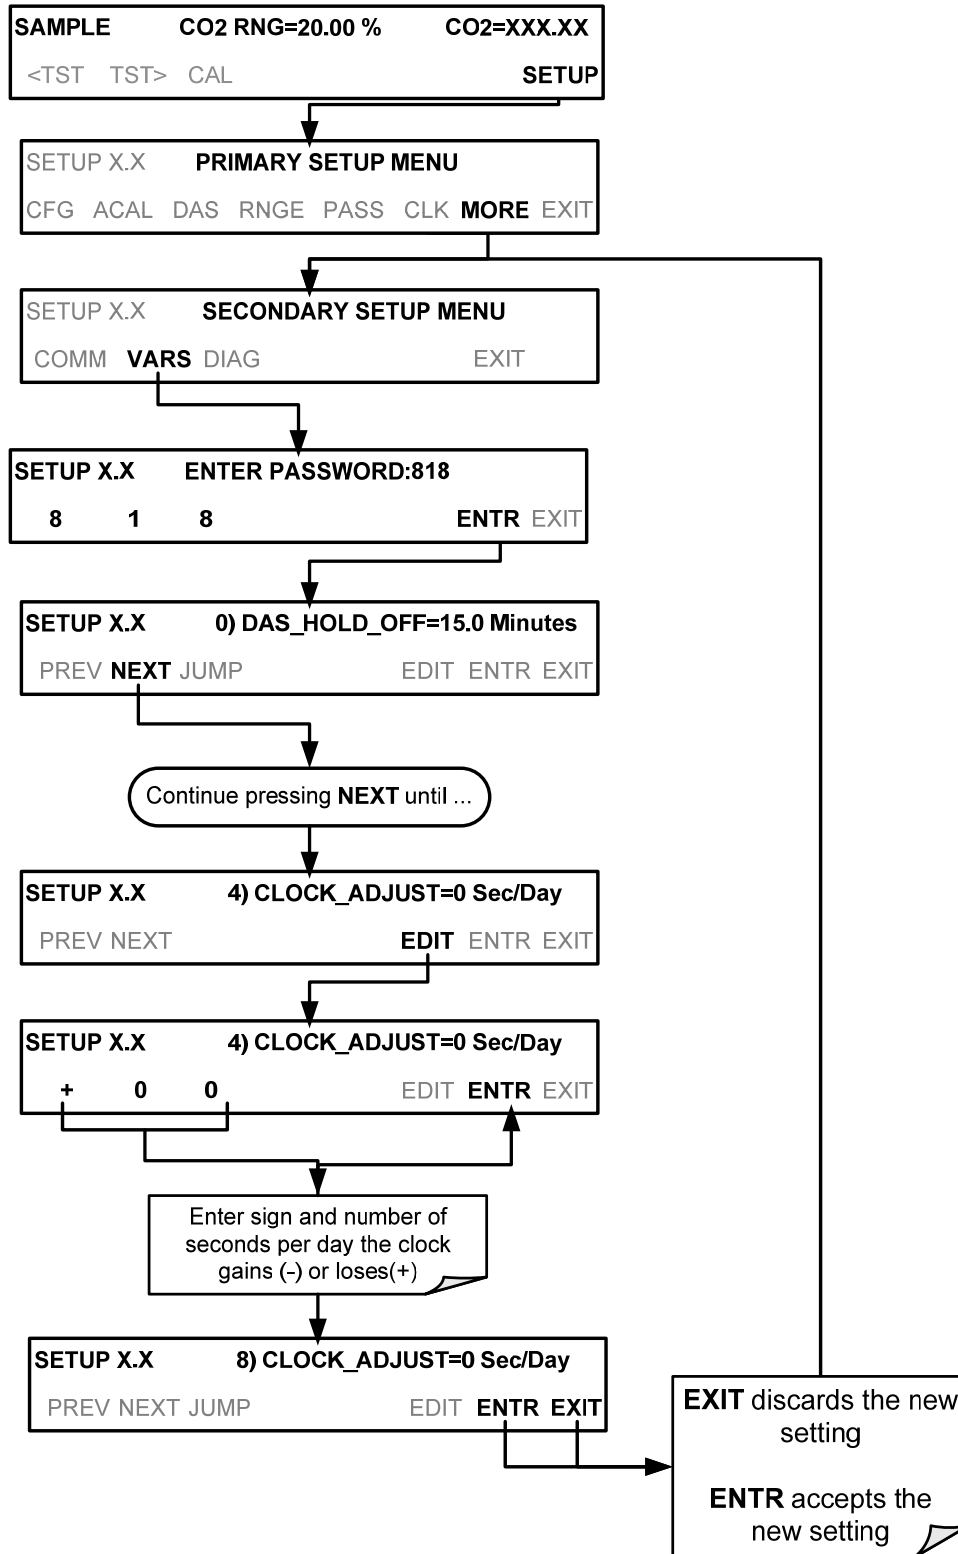 SAMPLE CO2 RNG=20.00 % CO2=XXX.XX
<TST TST> CAL SETUP
SETUP X.X PRIMARY SETUP MENU
CFG ACAL DAS RNGE PASS CLK MORE EXIT
SETUP X.X SECONDARY SETUP MENU
COMM VARS DIAG EXIT
SETUP X.X ENTER PASSWORD:818
8 1 8 ENTR EXIT
SETUP X.X 0) DAS_HOLD_OFF=15.0 Minutes
PREV NEXT JUMP EDIT ENTR EXIT
Continue pressing NEXT until ...
SETUP X.X 4) CLOCK_ADJUST=0 Sec/Day
PREV NEXT EDIT ENTR EXIT
SETUP X.X 4) CLOCK_ADJUST=0 Sec/Day
+ 0 0 EDIT ENTR EXIT
Enter sign and number of
seconds per day the clock
gains (-) or loses(+)
SETUP X.X 8) CLOCK_ADJUST=0 Sec/Day
PREV NEXT JUMP EDIT ENTR EXIT
EXIT discards the new
setting
ENTR accepts the
new setting